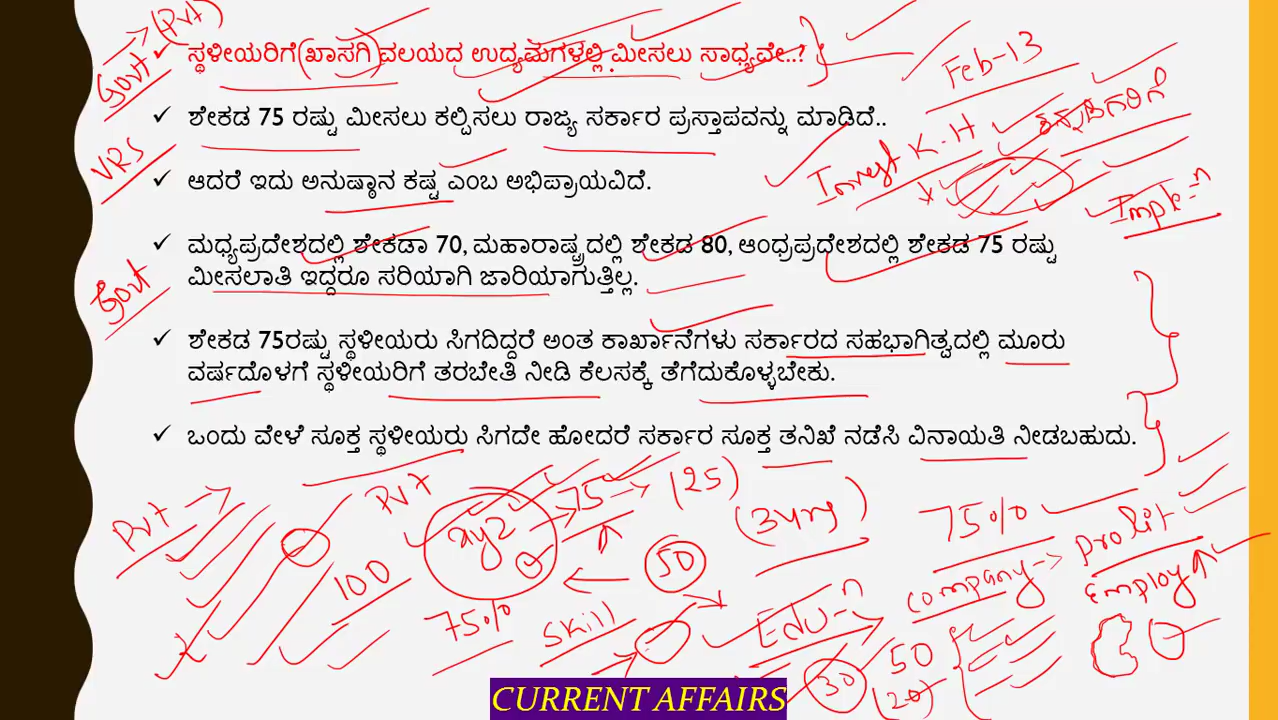 ಸ್ಥಳೀಯರಿಗೆ(ಖಾಸಗಿ)ವಲಯದ ಉದ್ಯಮಗಳಲ್ಲಿ ಮೀಸಲು ಸಾಧ್ಯವೇ..?
ಶೇಕಡ 75 ರಷ್ಟು ಮೀಸಲು ಕಲ್ಪಿಸಲು ರಾಜ್ಯ ಸರ್ಕಾರ ಪ್ರಸ್ತಾಪವನ್ನು ಮಾಡಿದೆ..
ಆದರೆ ಇದು ಅನುಷ್ಠಾನ ಕಷ್ಟ ಎಂಬ ಅಭಿಪ್ರಾಯವಿದೆ.
ಮಧ್ಯಪ್ರದೇಶದಲ್ಲಿ ಶೇಕಡಾ 70, ಮಹಾರಾಷ್ಟ್ರದಲ್ಲಿ ಶೇಕಡ 80, ಆಂಧ್ರಪ್ರದೇಶದಲ್ಲಿ ಶೇಕಡ 75 ರಷ್ಟು
ಮೀಸಲಾತಿ ಇದ್ದರೂ ಸರಿಯಾಗಿ ಜಾರಿಯಾಗುತ್ತಿಲ್ಲ.
ಶೇಕಡ 75ರಷ್ಟು ಸ್ಥಳೀಯರು ಸಿಗದಿದ್ದರೆ ಅಂತ ಕಾರ್ಖಾನೆಗಳು ಸರ್ಕಾರದ ಸಹಭಾಗಿತ್ವದಲ್ಲಿ ಮೂರು
ವರ್ಷದೊಳಗೆ ಸ್ಥಳೀಯರಿಗೆ ತರಬೇತಿ ನೀಡಿ ಕೆಲಸಕ್ಕೆ ತೆಗೆದುಕೊಳ್ಳಬೇಕು.
ಒಂದು ವೇಳೆ ಸೂಕ್ತ ಸ್ಥಳೀಯರು ಸಿಗದೇ ಹೋದರೆ ಸರ್ಕಾರ ಸೂಕ್ತ ತನಿಖೆ ನಡೆಸಿ ವಿನಾಯತಿ ನೀಡಬಹುದು.
(Pvt)
Govt
VRS
Govt
Feb-13
Invest K-H
ಕನ್ನಡಿಗರಿಗೆ
Imple-n
Pvt
Pvt
100
xyz
75
(25)
(3yrs)
50
75%
Skill
Edu-n
75%
Company
Profit
Employ
30
50
(20)
CURRENT AFFAIRS